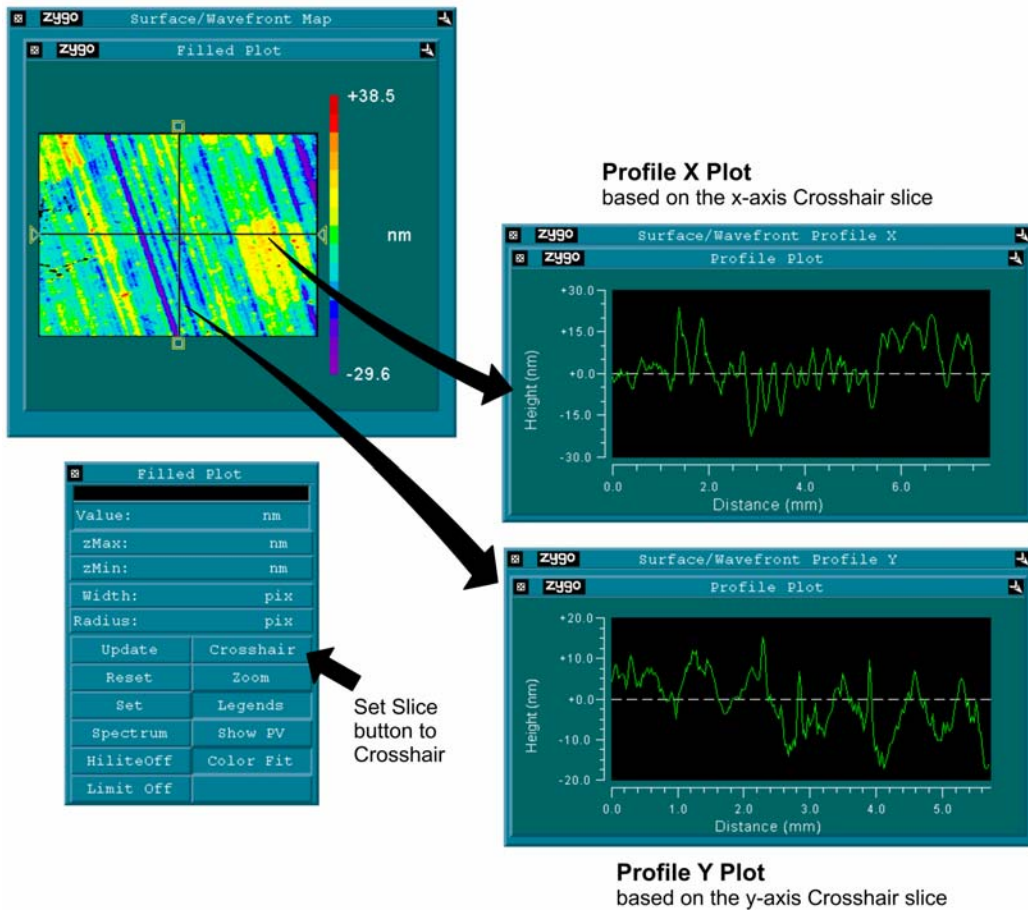 zygo Surface/Wavefront Map
zygo Filled Plot
+38.5
nm
-29.6
Profile X Plot
based on the x-axis Crosshair slice
zygo Surface/Wavefront Profile X
zygo Profile Plot
+30.0
+15.0
+0.0
-15.0
-30.0
Height (nm)
0.0 2.0 4.0 6.0
Distance (mm)
Filled Plot
Value: nm
zMax: nm
zMin: nm
Width: pix
Radius: pix
Update Crosshair
Reset Zoom
Set Legends
Spectrum Show PV
HiliteOff Color Fit
Limit Off
Set Slice
button to
Crosshair
zygo Surface/Wavefront Profile Y
zygo Profile Plot
+20.0
+10.0
+0.0
-10.0
-20.0
Height (nm)
0.0 1.0 2.0 3.0 4.0 5.0
Distance (mm)
Profile Y Plot
based on the y-axis Crosshair slice